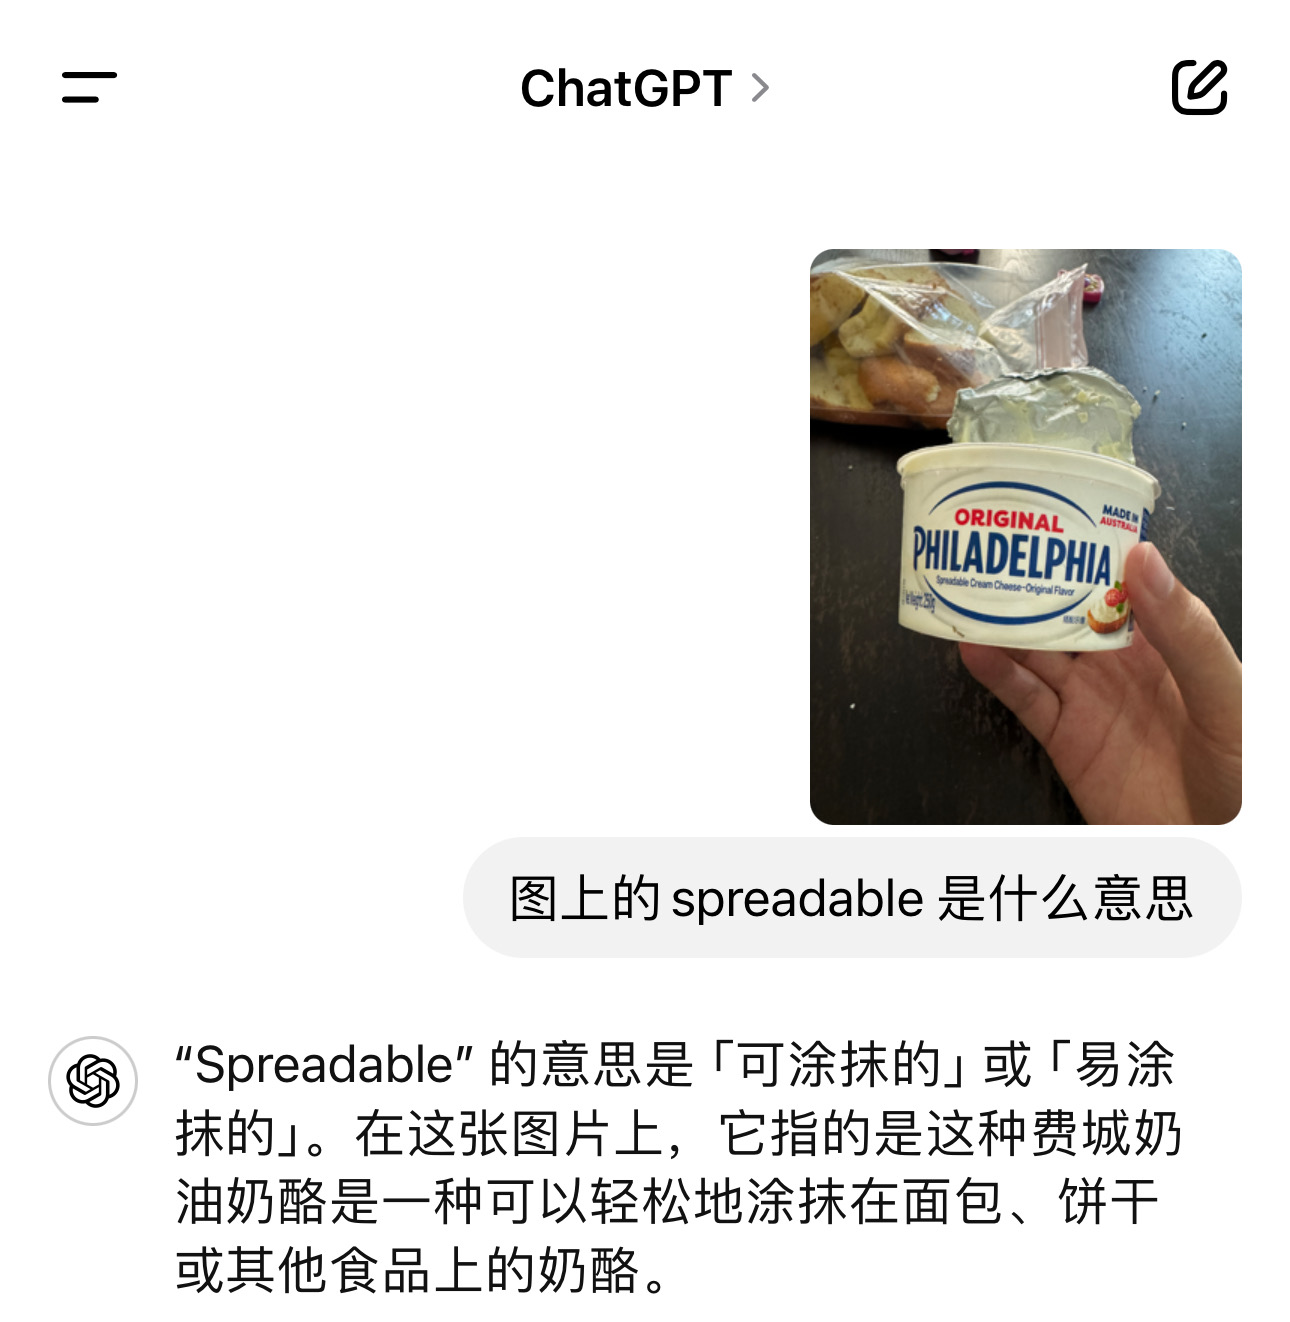 ChatGPT
ORIGINAL
MADE IN
AUSTRALIA
PHILADELPHIA
Spreadable Cream Cheese-Original Flavor
Weight: 250g
图上的 spreadable 是什么意思
“Spreadable” 的意思是「可涂抹的」或「易涂
抹的」。在这张图片上，它指的是这种费城奶
油奶酪是一种可以轻松地涂抹在面包、饼干
或其他食品上的奶酪。